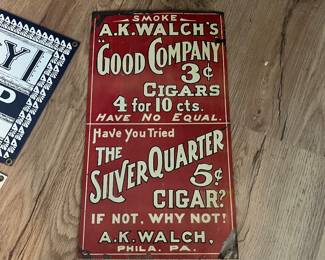 SMOKE
A.K. WALCH'S
"GOOD COMPANY
3¢
CIGARS
4 for 10 cts.
HAVE NO EQUAL.
Have You Tried
THE
SILVER QUARTER
5¢
CIGAR?
IF NOT, WHY NOT!
A.K. WALCH,
PHILA. PA.